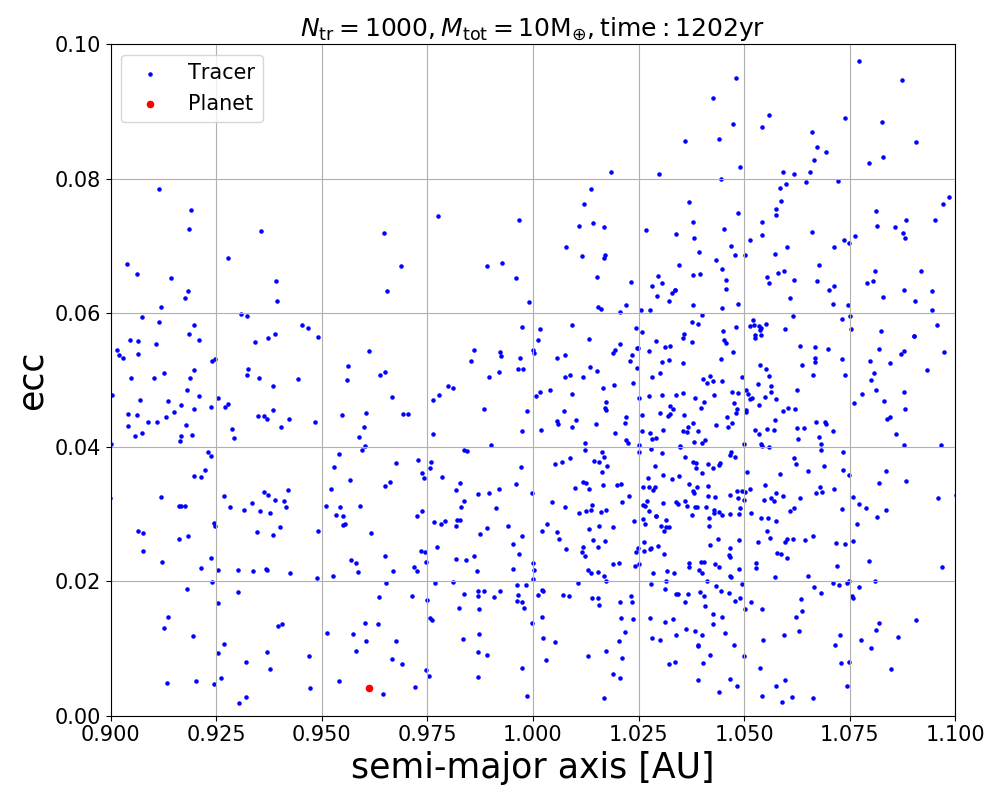 N_tr = 1000, M_tot = 10M_⊕, time : 1202yr
Tracer
Planet
0.10
0.08
0.06
0.04
0.02
0.00
ecc
0.900 0.925 0.950 0.975 1.000 1.025 1.050 1.075 1.100
semi-major axis [AU]